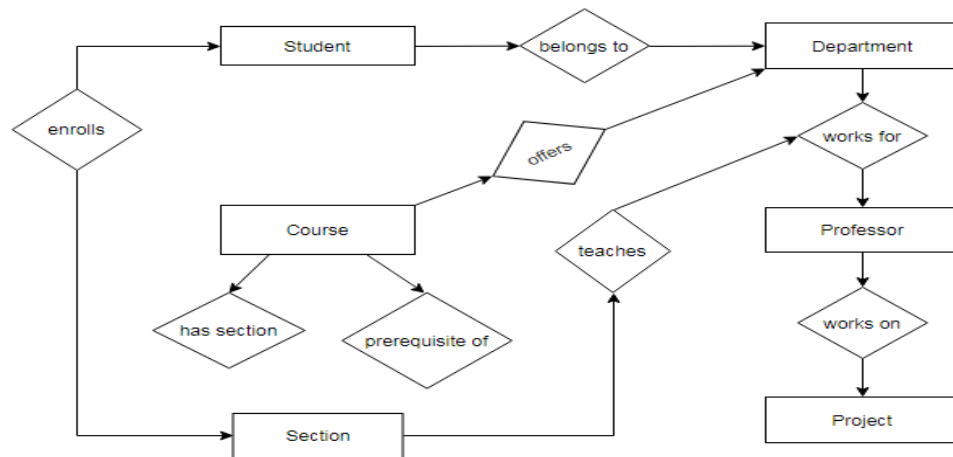 Student
belongs to
Department
enrolls
offers
works for
Course
teaches
Professor
has section
prerequisite of
works on
Section
Project